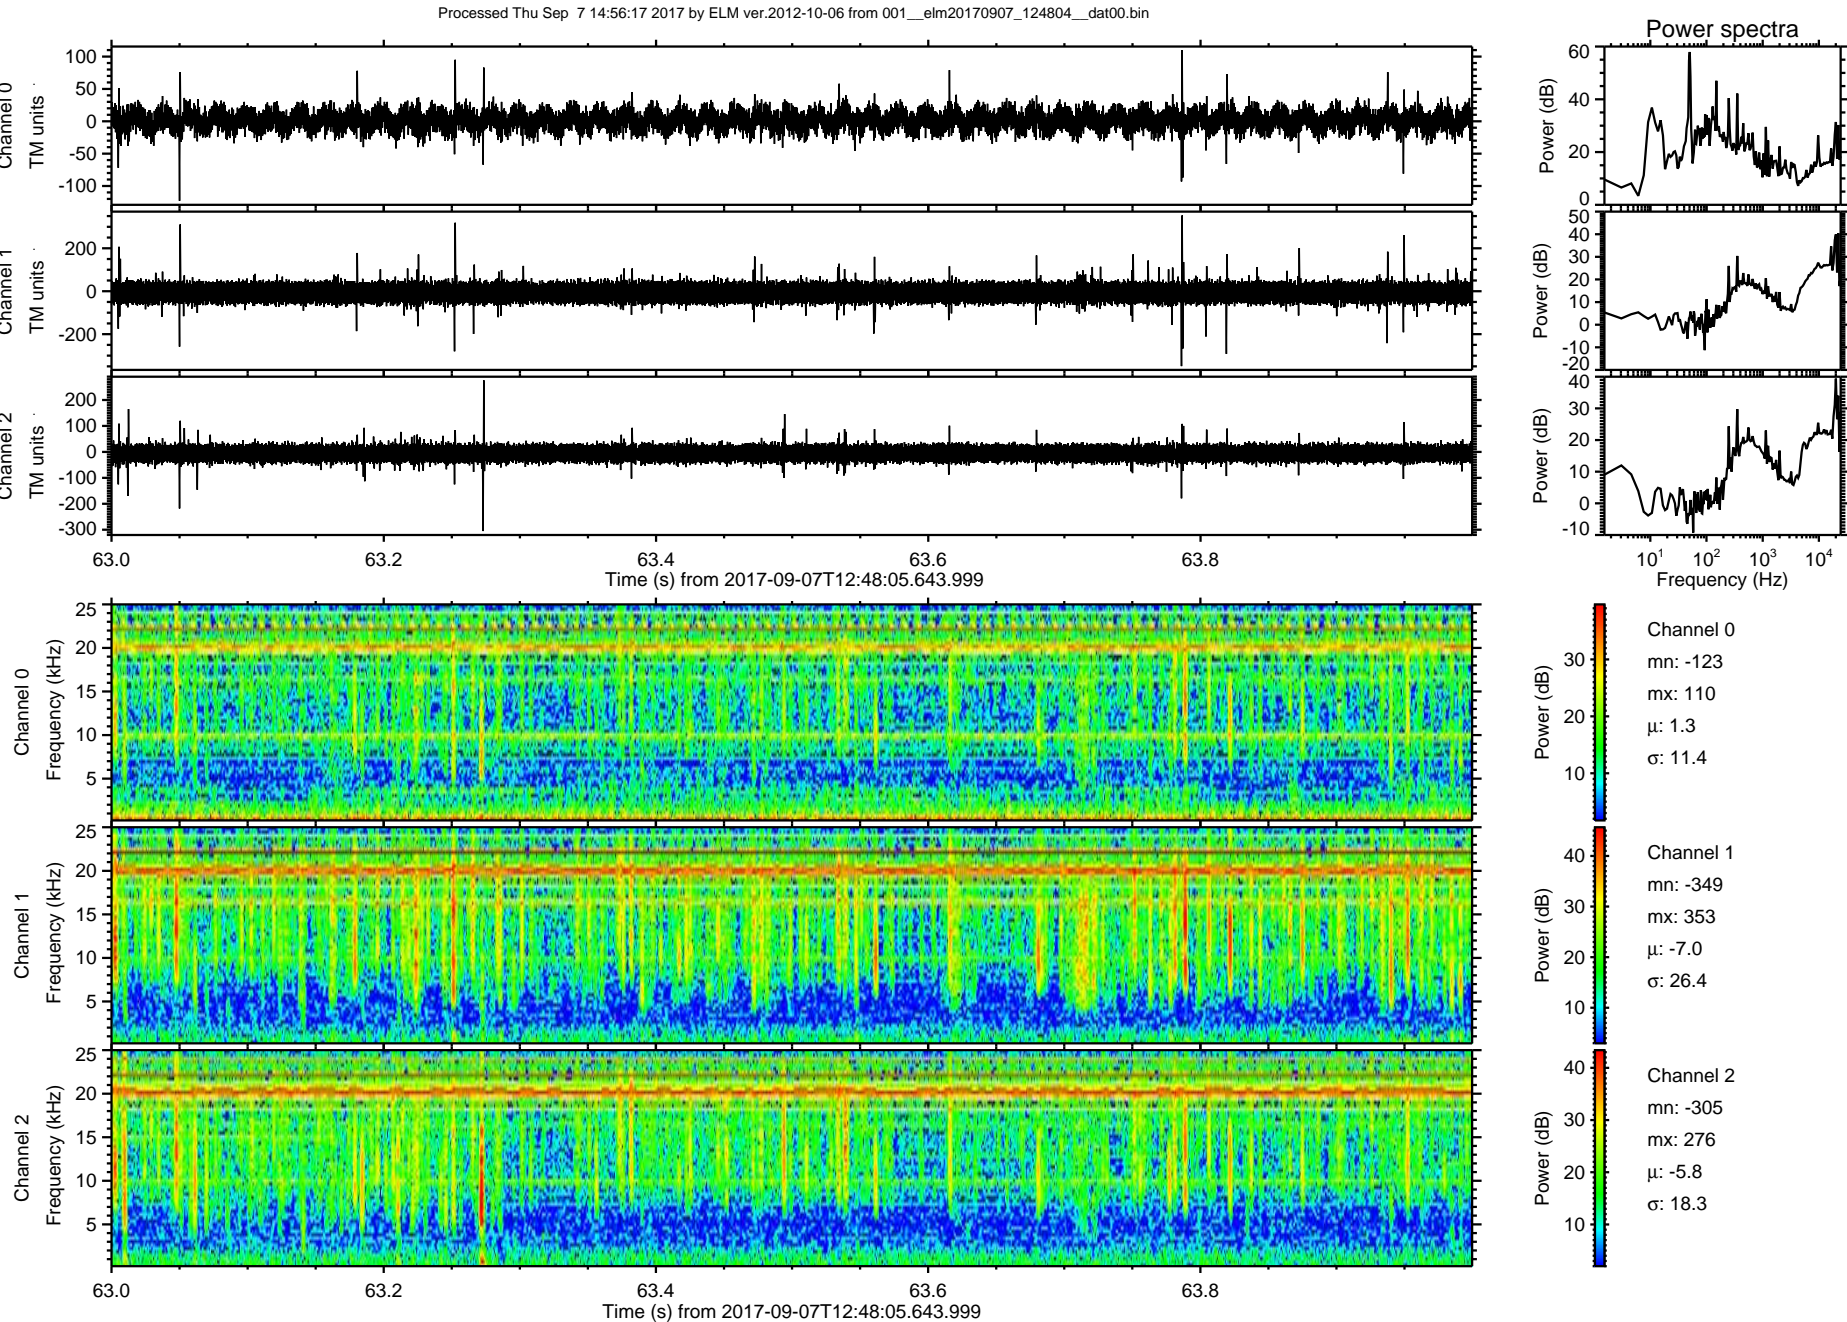 Processed Thu Sep  7 14:56:17 2017 by ELM ver.2012-10-06 from 001__elm20170907_124804__dat00.bin
Power spectra
Channel 0
TM units
100
50
0
-50
-100
Power (dB)
60
40
20
0
Channel 1
TM units
200
0
-200
Power (dB)
50
40
30
20
10
0
-10
-20
Channel 2
TM units
200
100
0
-100
-200
-300
Power (dB)
40
30
20
10
0
-10
63.0 63.2 63.4 63.6 63.8
Time (s) from 2017-09-07T12:48:05.643.999
10^1 10^2 10^3 10^4
Frequency (Hz)
Channel 0
Frequency (kHz)
25
20
15
10
5
Power (dB)
30
20
10
Channel 0
mn: -123
mx: 110
μ: 1.3
σ: 11.4
Channel 1
Frequency (kHz)
25
20
15
10
5
Power (dB)
40
30
20
10
Channel 1
mn: -349
mx: 353
μ: -7.0
σ: 26.4
Channel 2
Frequency (kHz)
25
20
15
10
5
Power (dB)
40
30
20
10
Channel 2
mn: -305
mx: 276
μ: -5.8
σ: 18.3
63.0 63.2 63.4 63.6 63.8
Time (s) from 2017-09-07T12:48:05.643.999